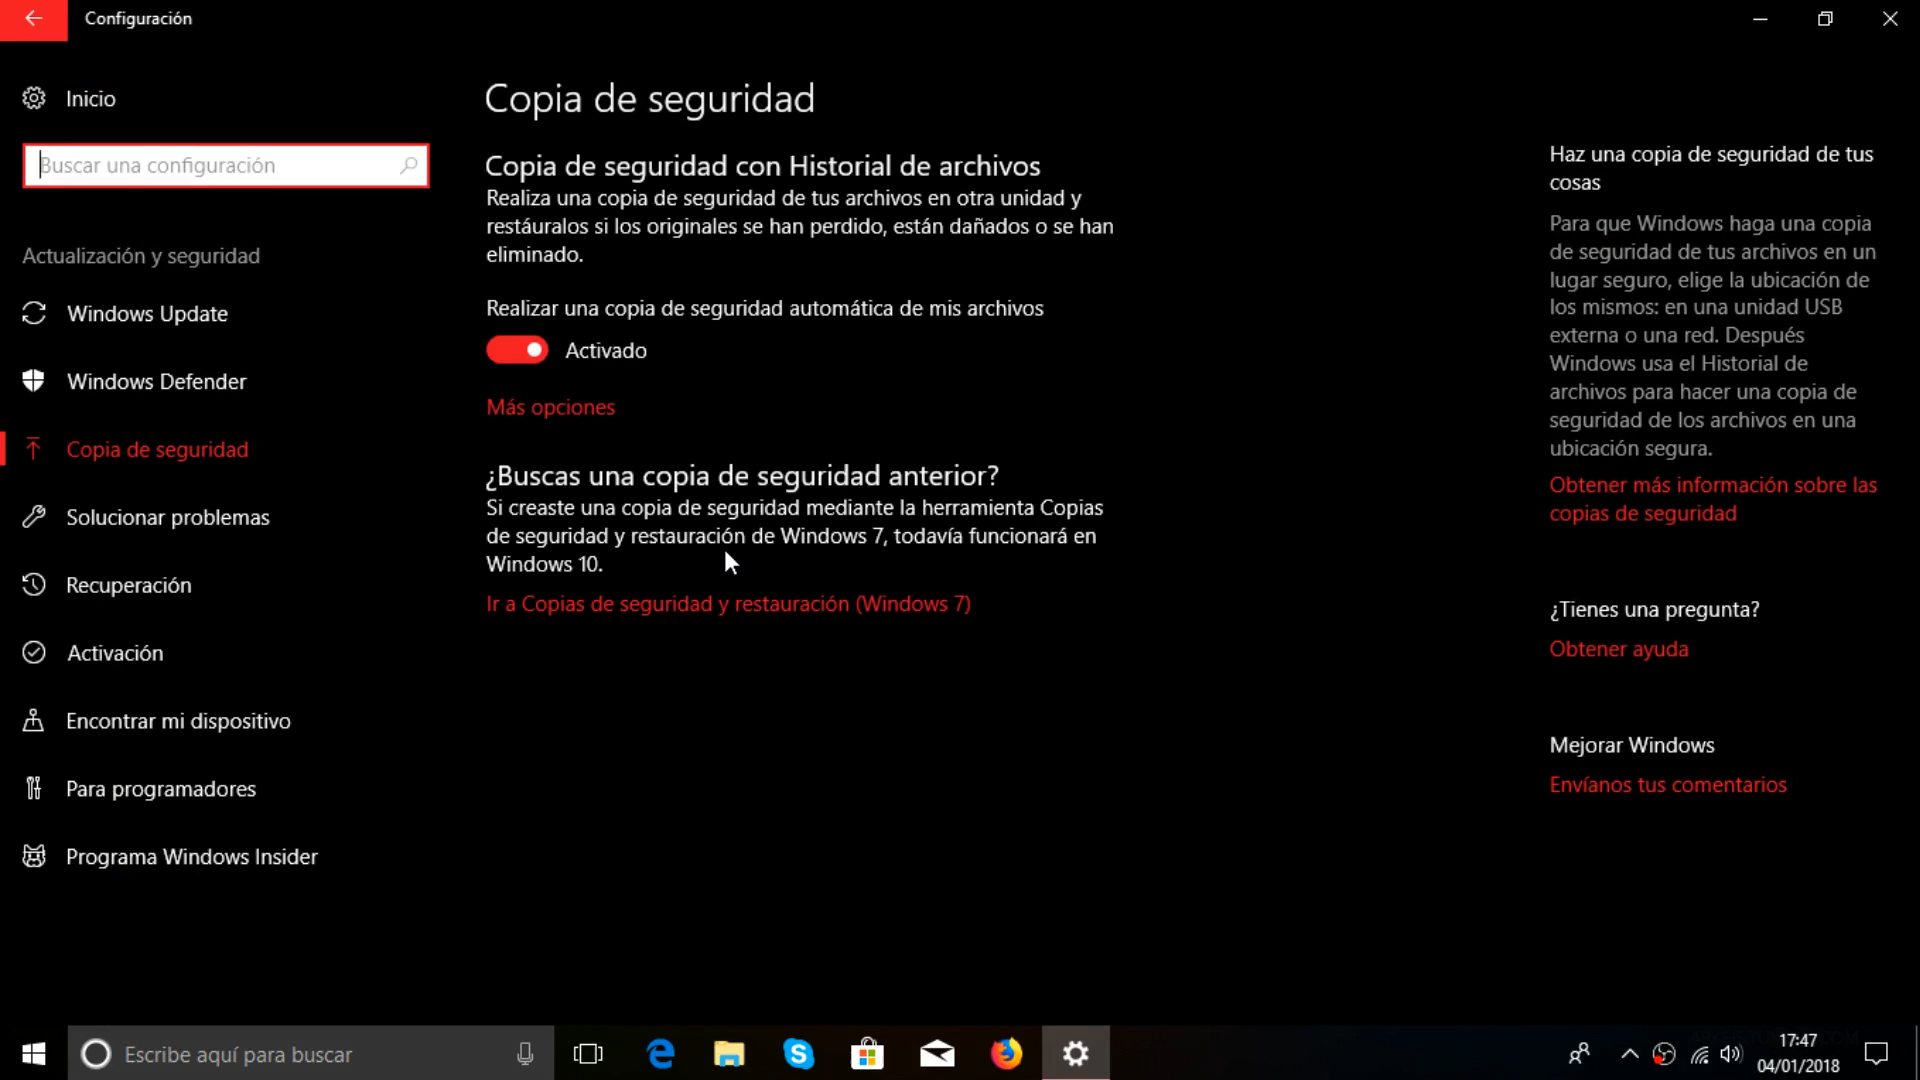 Configuración
Inicio
Buscar una configuración
Actualización y seguridad
Windows Update
Windows Defender
Copia de seguridad
Solucionar problemas
Recuperación
Activación
Encontrar mi dispositivo
Para programadores
Programa Windows Insider
Copia de seguridad
Copia de seguridad con Historial de archivos
Realiza una copia de seguridad de tus archivos en otra unidad y
restáuralos si los originales se han perdido, están dañados o se han
eliminado.
Realizar una copia de seguridad automática de mis archivos
Activado
Más opciones
¿Buscas una copia de seguridad anterior?
Si creaste una copia de seguridad mediante la herramienta Copias
de seguridad y restauración de Windows 7, todavía funcionará en
Windows 10.
Ir a Copias de seguridad y restauración (Windows 7)
Haz una copia de seguridad de tus
cosas
Para que Windows haga una copia
de seguridad de tus archivos en un
lugar seguro, elige la ubicación de
los mismos: en una unidad USB
externa o una red. Después
Windows usa el Historial de
archivos para hacer una copia de
seguridad de los archivos en una
ubicación segura.
Obtener más información sobre las
copias de seguridad
¿Tienes una pregunta?
Obtener ayuda
Mejorar Windows
Envíanos tus comentarios
Escribe aquí para buscar
17:47
04/01/2018